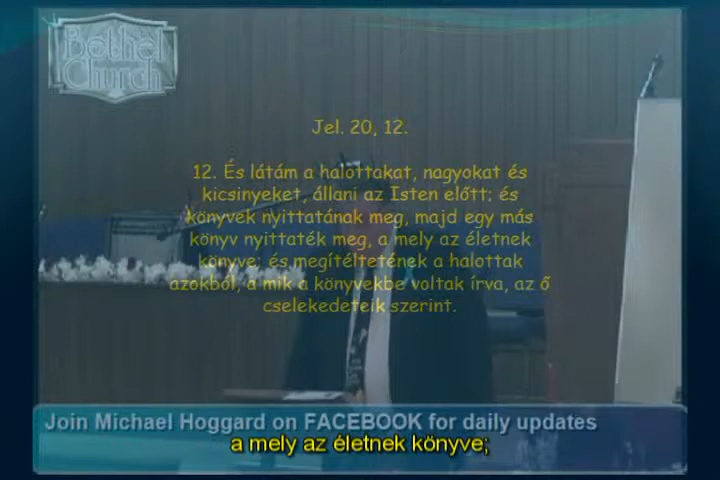 Bethel
Church
Jel. 20, 12.
12. És látám a halottakat, nagyokat és
kicsinyeket, állani az Isten előtt; és
könyvek nyittatának meg, majd egy más
könyv nyittaték meg, a mely az életnek
könyve; és megítéltetének a halottak
azokból, a mik a könyvekbe voltak írva, az ő
cselekedeteik szerint.
Join Michael Hoggard on FACEBOOK for daily updates
a mely az életnek könyve;